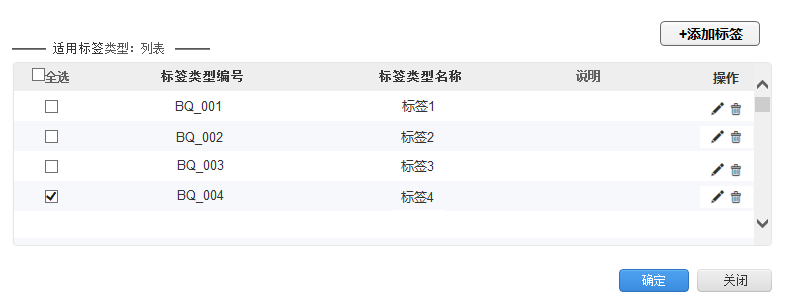 +添加标签
适用标签类型：列表
全选 标签类型编号 标签类型名称 说明 操作
BQ_001 标签1
BQ_002 标签2
BQ_003 标签3
BQ_004 标签4
确定 关闭